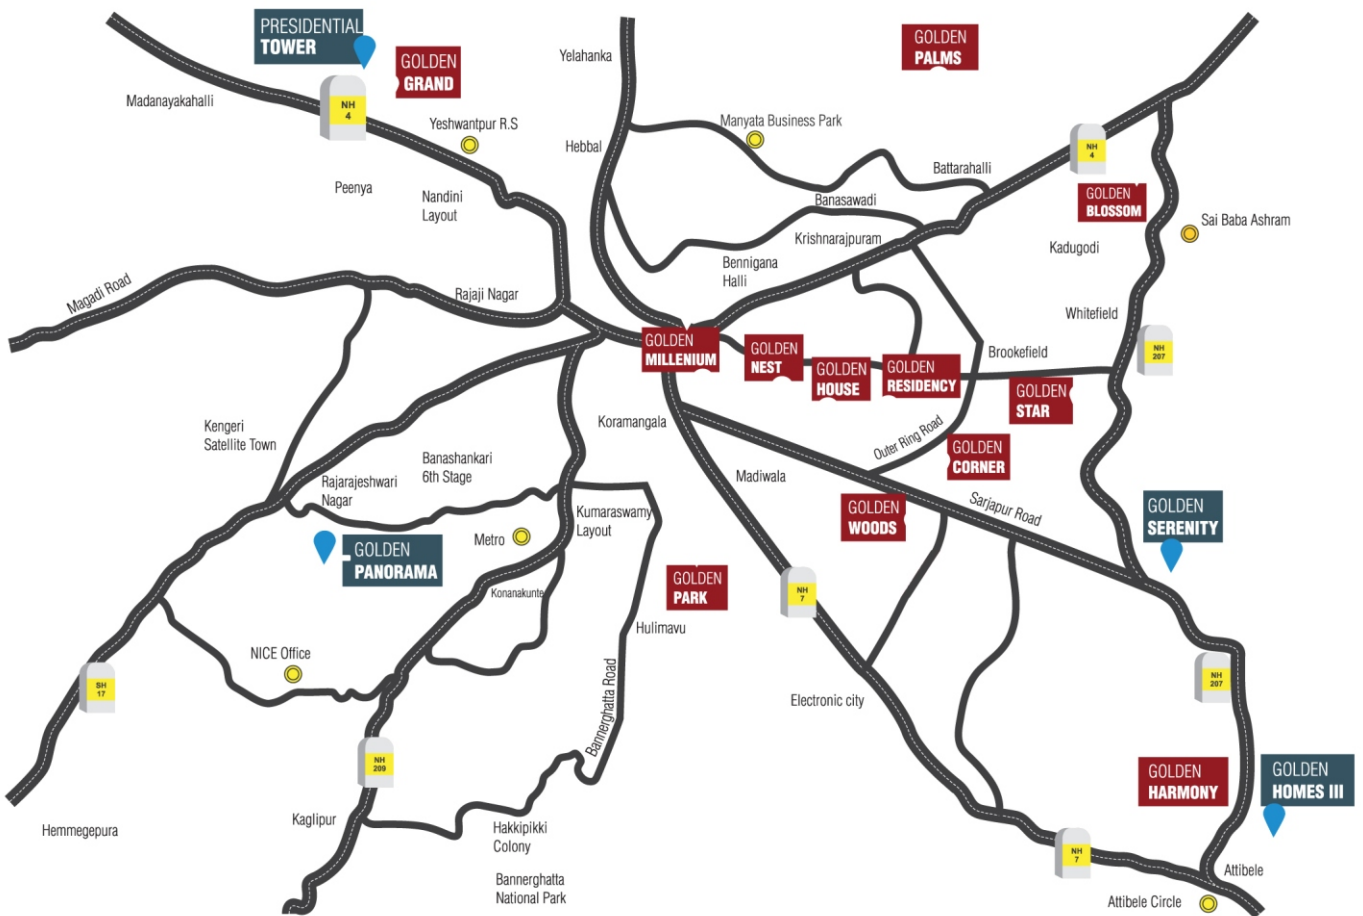 PRESIDENTIAL
TOWER
GOLDEN
GRAND
Yelahanka
GOLDEN
PALMS
Madanayakahalli
NH
4
Yeshwantpur R.S
Manyata Business Park
Hebbal
NH
4
Peenya
Nandini
Layout
Battarahalli
Banasawadi
GOLDEN
BLOSSOM
Sai Baba Ashram
Krishnarajpuram
Kadugodi
Bennigana
Halli
Magadi Road
Rajaji Nagar
Whitefield
NH
207
GOLDEN
MILLENIUM
GOLDEN
NEST
GOLDEN
HOUSE
GOLDEN
RESIDENCY
Brookefield
GOLDEN
STAR
Kengeri
Satellite Town
Koramangala
Outer Ring Road
GOLDEN
CORNER
Banashankari
6th Stage
Rajarajeshwari
Nagar
Madiwala
GOLDEN
WOODS
Sarjapur Road
GOLDEN
SERENITY
Kumaraswamy
Layout
Metro
GOLDEN
PANORAMA
Konanakunte
GOLDEN
PARK
NH
7
Hulimavu
NICE Office
SH
17
NH
207
Bannerghatta Road
Electronic city
NH
209
GOLDEN
HARMONY
GOLDEN
HOMES III
Hemmegepura
Kaglipur
Hakkipikki
Colony
NH
7
Bannerghatta
National Park
Attibele
Attibele Circle